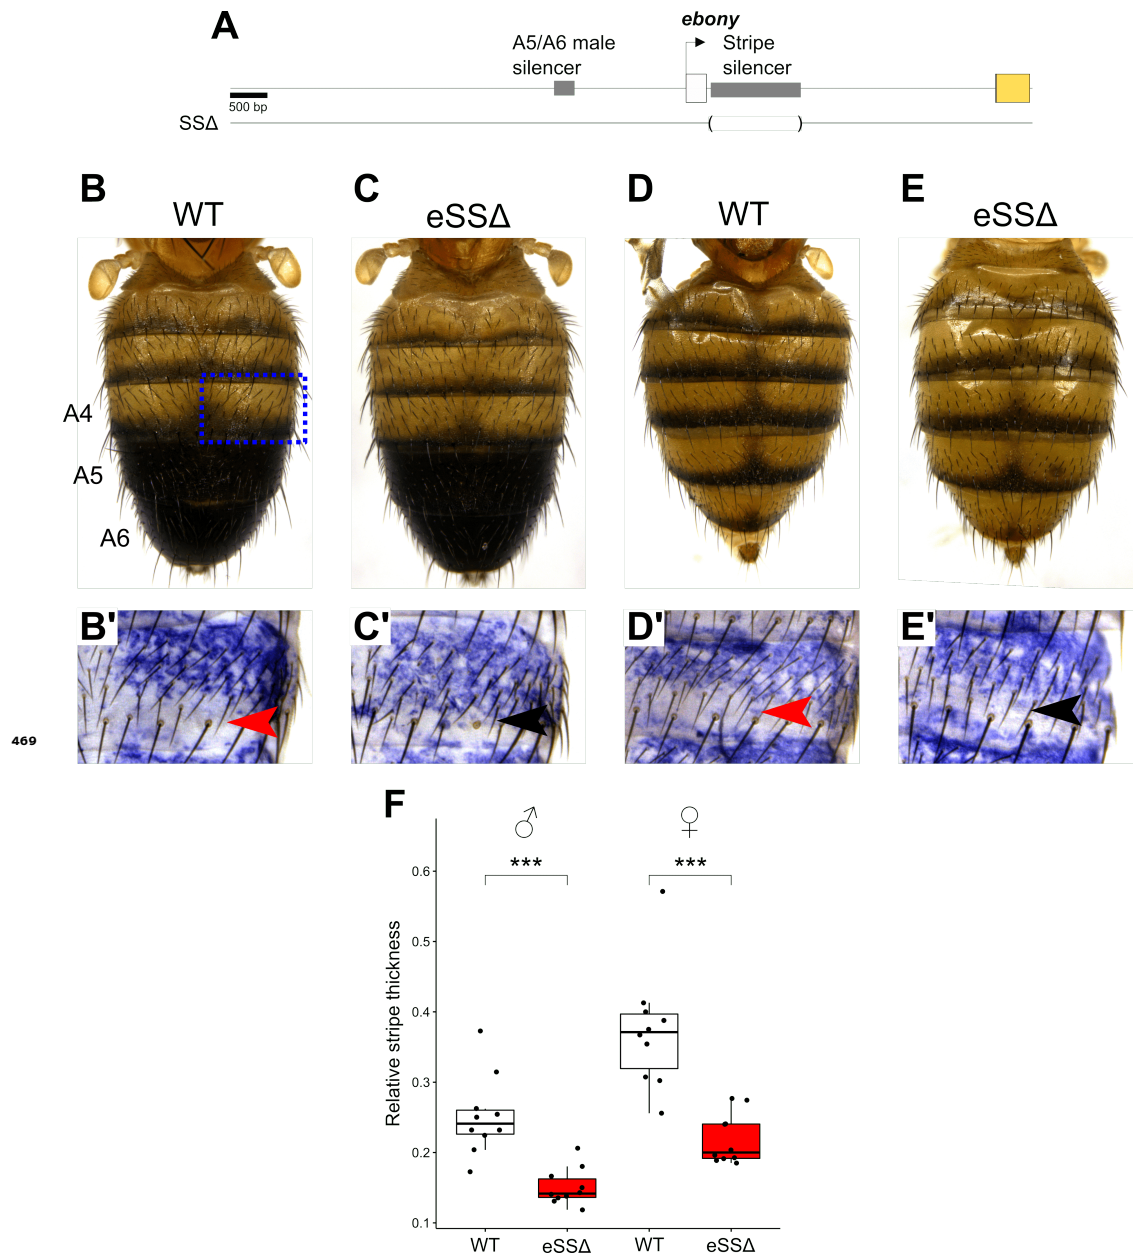 A
ebony
A5/A6 male
silencer
Stripe
silencer
500 bp
SSΔ
(
)
B
WT
C
eSSΔ
D
WT
E
eSSΔ
A4
A5
A6
B'
C'
D'
E'
469
F
♂
♀
***
***
Relative stripe thickness
0.6
0.5
0.4
0.3
0.2
0.1
WT
eSSΔ
WT
eSSΔ